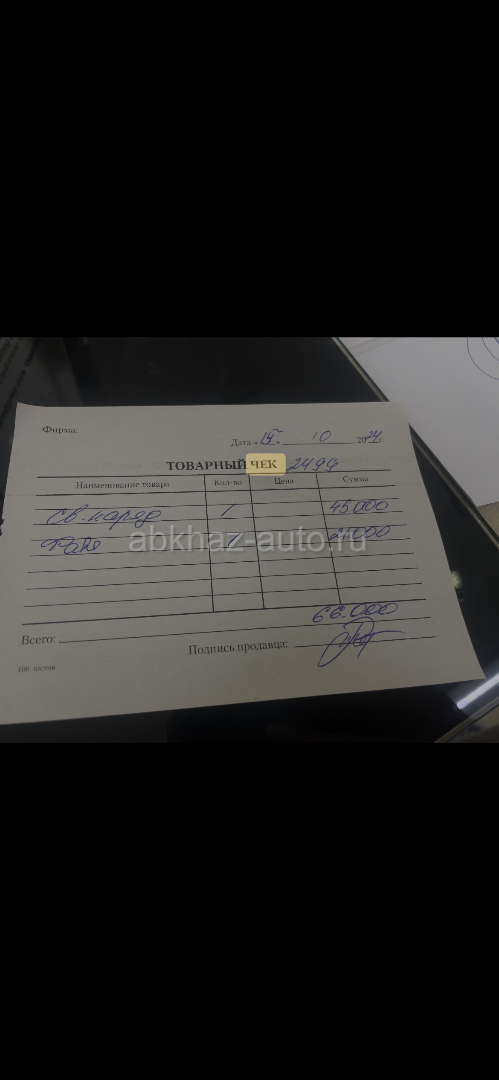 Фирма:
Дата « 15 » 10 2024 г.
ТОВАРНЫЙ ЧЕК 2499
Наименование товара Кол-во Цена Сумма
Св. наряд 1 45.000
1 21.000
abkhaz-auto.ru
66.000
Всего:
Подпись продавца:
100 листов